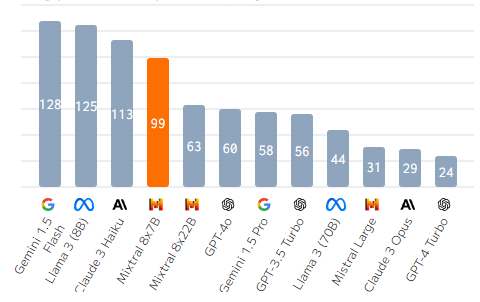 128
125
113
99
63
60
58
56
44
31
29
24
Gemini 1.5
Flash
Llama 3 (8B)
Claude 3 Haiku
Mixtral 8x7B
Mixtral 8x22B
GPT-4o
Gemini 1.5 Pro
GPT-3.5 Turbo
Llama 3 (70B)
Mistral Large
Claude 3 Opus
GPT-4 Turbo